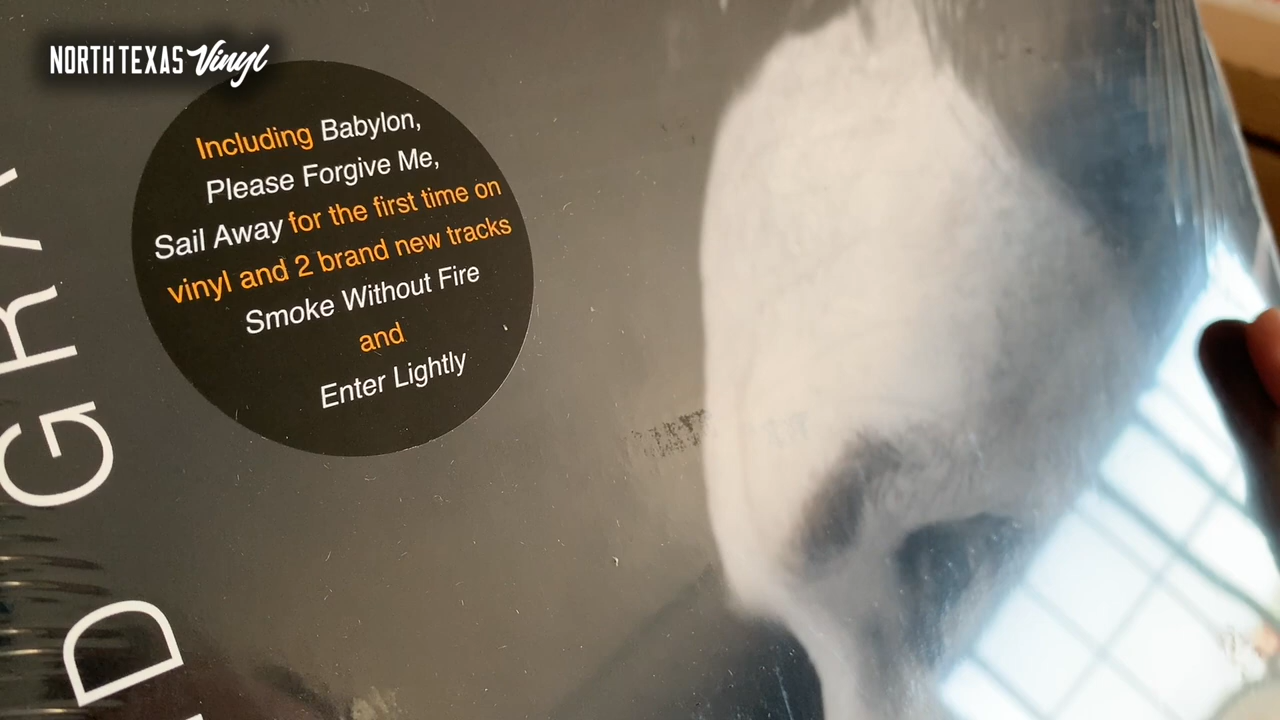 NORTH TEXAS Vinyl
Including Babylon,
Please Forgive Me,
Sail Away for the first time on
vinyl and 2 brand new tracks
Smoke Without Fire
and
Enter Lightly
D GRA